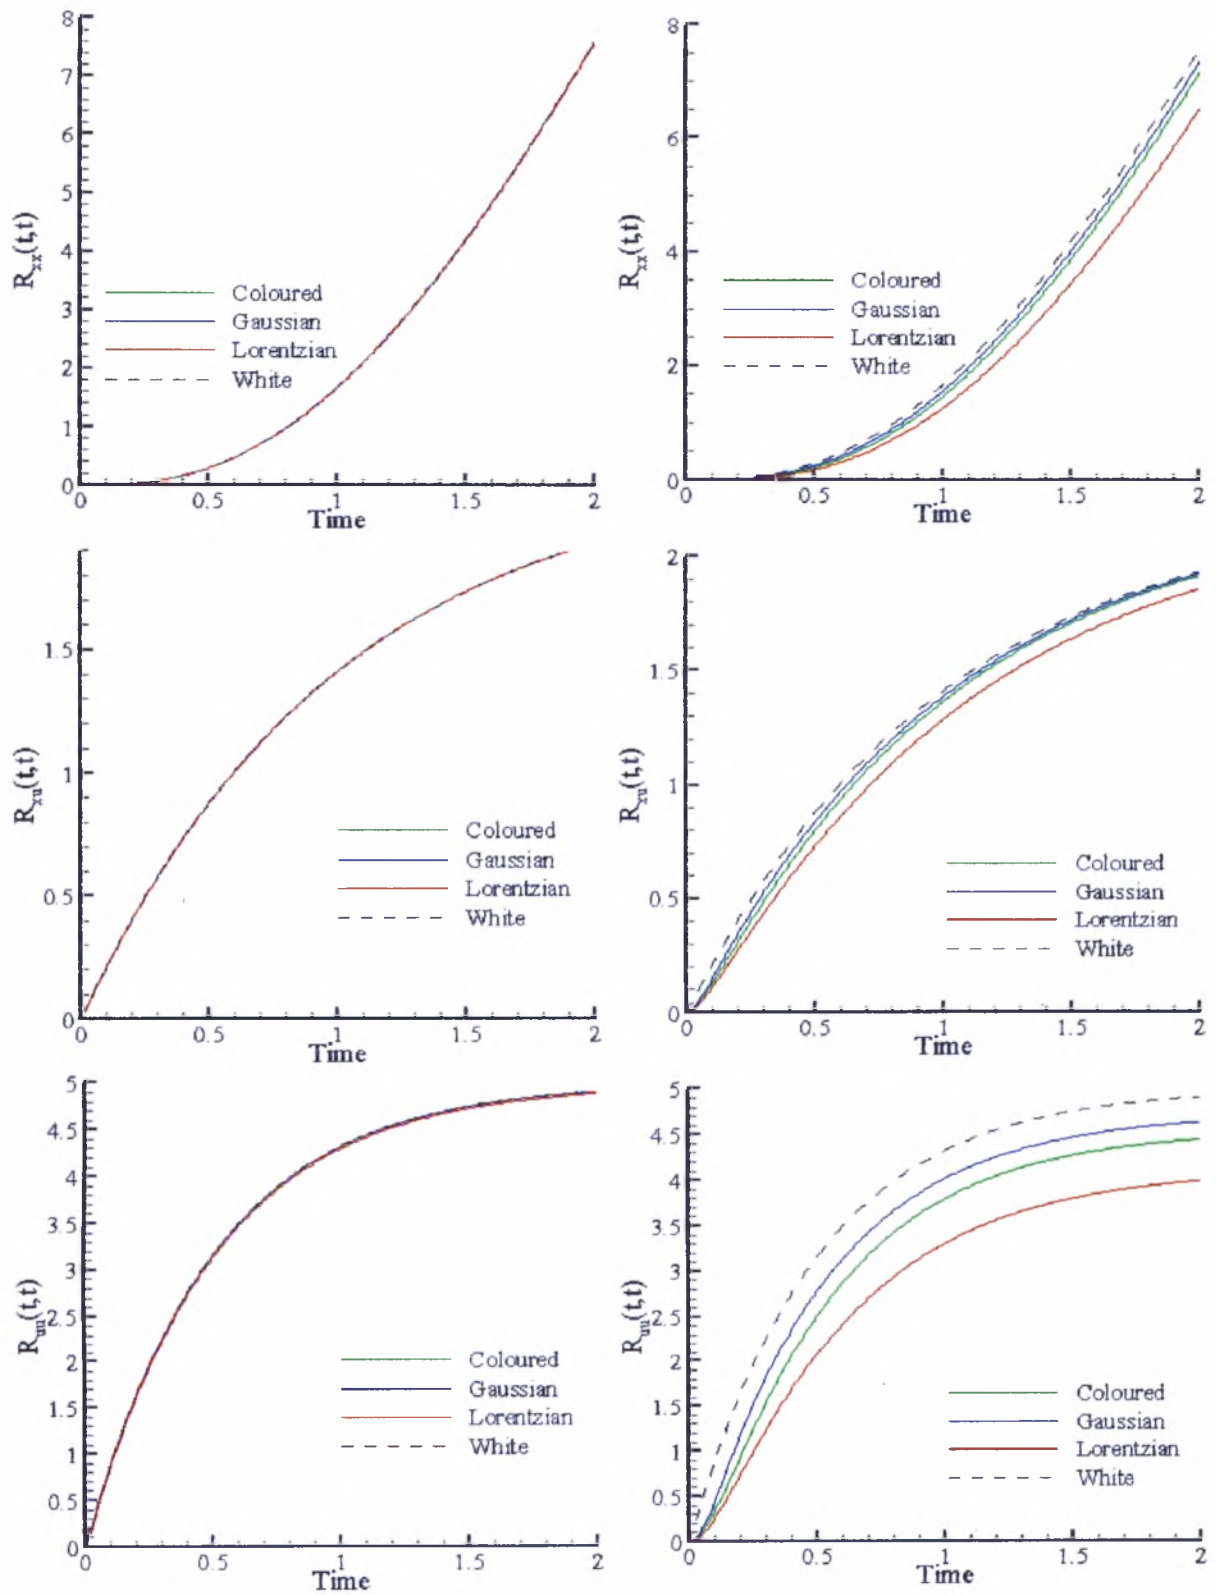 8
7
6
5
4
3
2
1
0
R_xx(t,t)
Coloured
Gaussian
Lorentzian
White
0
0.5
1
1.5
2
Time
8
6
4
2
0
R_xx(t,t)
Coloured
Gaussian
Lorentzian
White
0
0.5
1
1.5
2
Time
1.5
1
0.5
0
R_xu(t,t)
Coloured
Gaussian
Lorentzian
White
0
0.5
1
1.5
2
Time
2
1.5
1
0.5
0
R_xu(t,t)
Coloured
Gaussian
Lorentzian
White
0
0.5
1
1.5
2
Time
5
4.5
4
3.5
3
2.5
2
1.5
1
0.5
0
R_uu(t,t)
Coloured
Gaussian
Lorentzian
White
0
0.5
1
1.5
2
Time
5
4.5
4
3.5
3
2.5
2
1.5
1
0.5
0
R_uu(t,t)
Coloured
Gaussian
Lorentzian
White
0
0.5
1
1.5
2
Time